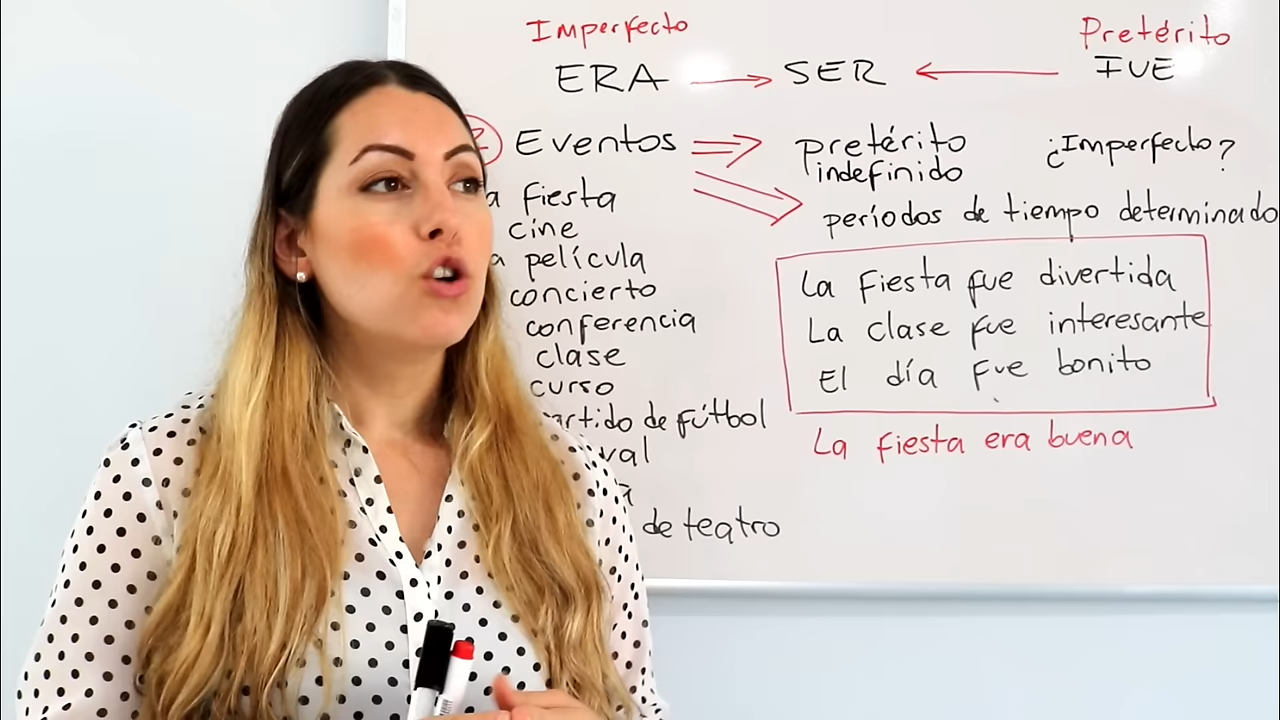 Imperfecto
Pretérito
ERA → SER ← FUE
2 Eventos ⇒ pretérito indefinido ¿Imperfecto?
períodos de tiempo determinado
a fiesta
cine
a película
concierto
conferencia
clase
curso
artido de fútbol
val
de teatro
La Fiesta fue divertida
La clase fue interesante
El día fue bonito
La fiesta era buena